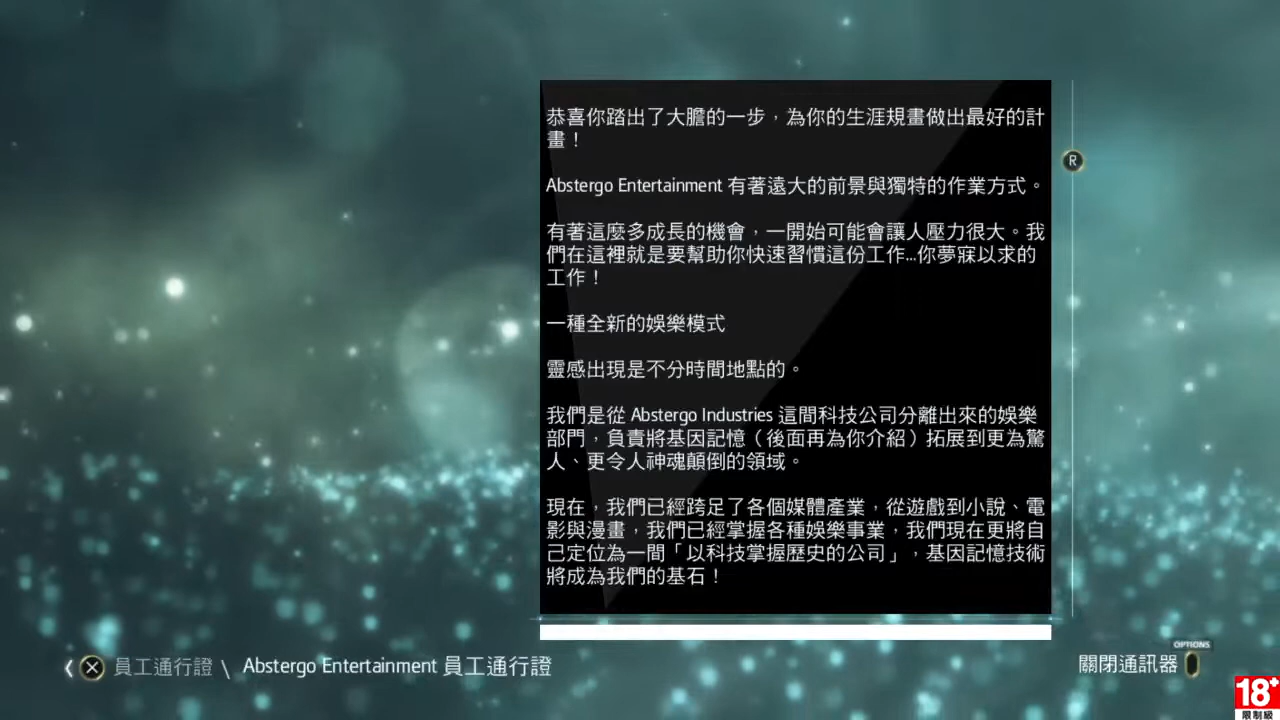 恭喜你踏出了大膽的一步，為你的生涯規畫做出最好的計
畫！
Abstergo Entertainment 有著遠大的前景與獨特的作業方式。
有著這麼多成長的機會，一開始可能會讓人壓力很大。我
們在這裡就是要幫助你快速習慣這份工作...你夢寐以求的
工作！
一種全新的娛樂模式
靈感出現是不分時間地點的。
我們是從 Abstergo Industries 這間科技公司分離出來的娛樂
部門，負責將基因記憶（後面再為你介紹）拓展到更為驚
人、更令人神魂顛倒的領域。
現在，我們已經跨足了各個媒體產業，從遊戲到小說、電
影與漫畫，我們已經掌握各種娛樂事業，我們現在更將自
己定位為一間「以科技掌握歷史的公司」，基因記憶技術
將成為我們的基石！
R
員工通行證 \ Abstergo Entertainment 員工通行證
OPTIONS
關閉通訊器
18+
限制級